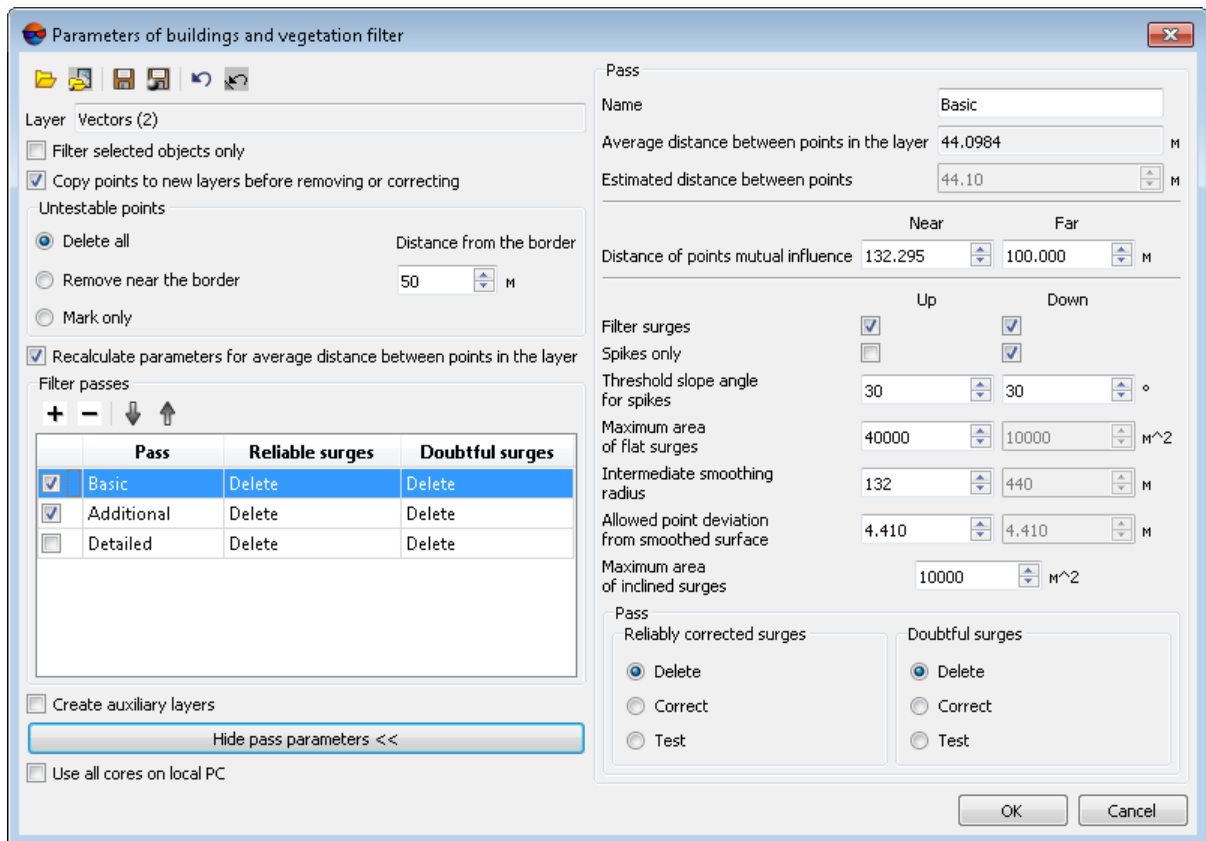 Parameters of buildings and vegetation filter
Layer Vectors (2)
Filter selected objects only
Copy points to new layers before removing or correcting
Untestable points
Delete all Distance from the border
Remove near the border 50 м
Mark only
Recalculate parameters for average distance between points in the layer
Filter passes
Pass Reliable surges Doubtful surges
Basic Delete Delete
Additional Delete Delete
Detailed Delete Delete
Create auxiliary layers
Hide pass parameters <<
Use all cores on local PC
Pass
Name Basic
Average distance between points in the layer 44.0984 м
Estimated distance between points 44.10 м
Near Far
Distance of points mutual influence 132.295 100.000 м
Up Down
Filter surges
Spikes only
Threshold slope angle
for spikes 30 30 °
Maximum area
of flat surges 40000 10000 м^2
Intermediate smoothing
radius 132 440 м
Allowed point deviation
from smoothed surface 4.410 4.410 м
Maximum area
of inclined surges 10000 м^2
Pass
Reliably corrected surges Doubtful surges
Delete Delete
Correct Correct
Test Test
OK Cancel